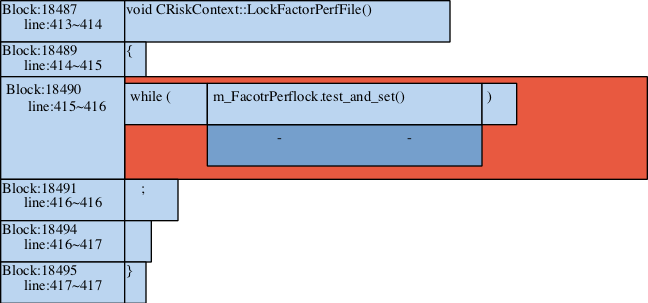 Block:18487 void CRiskContext::LockFactorPerfFile()
line:413~414
Block:18489 {
line:414~415
Block:18490
line:415~416
while ( m_FacotrPerflock.test_and_set() )
- -
Block:18491 ;
line:416~416
Block:18494
line:416~417
Block:18495 }
line:417~417